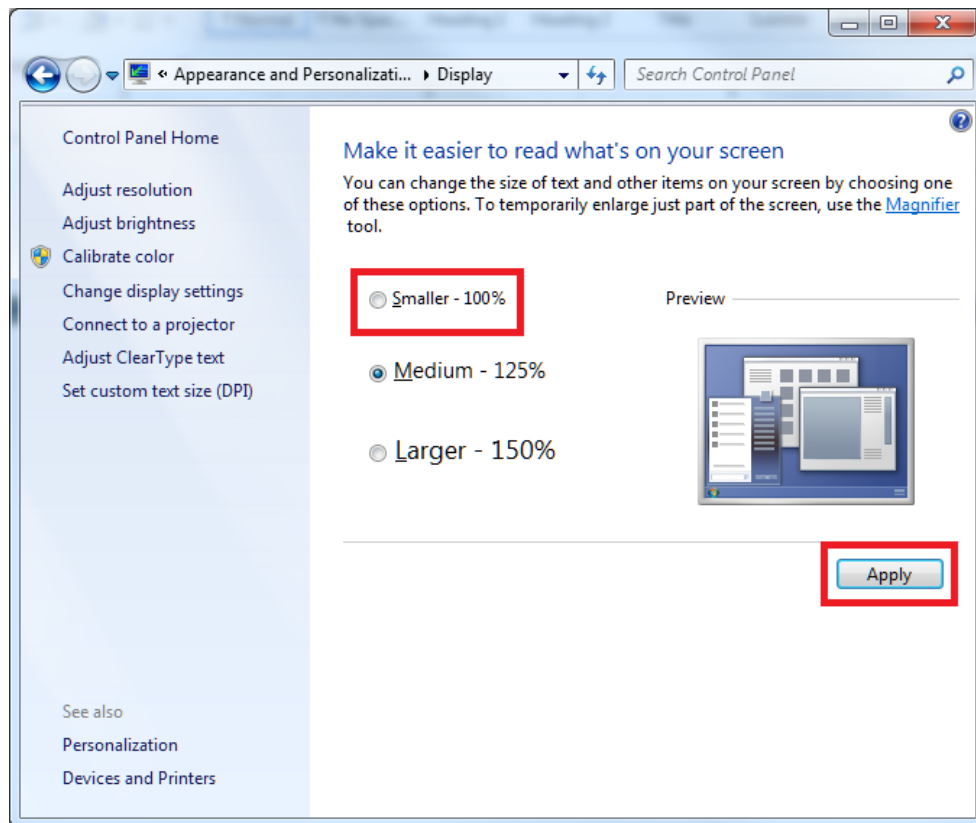 « Appearance and Personalizati... ▸ Display
Search Control Panel
Control Panel Home
Adjust resolution
Adjust brightness
Calibrate color
Change display settings
Connect to a projector
Adjust ClearType text
Set custom text size (DPI)
See also
Personalization
Devices and Printers
Make it easier to read what's on your screen
You can change the size of text and other items on your screen by choosing one
of these options. To temporarily enlarge just part of the screen, use the Magnifier
tool.
Smaller - 100%
Preview
Medium - 125%
Larger - 150%
Apply